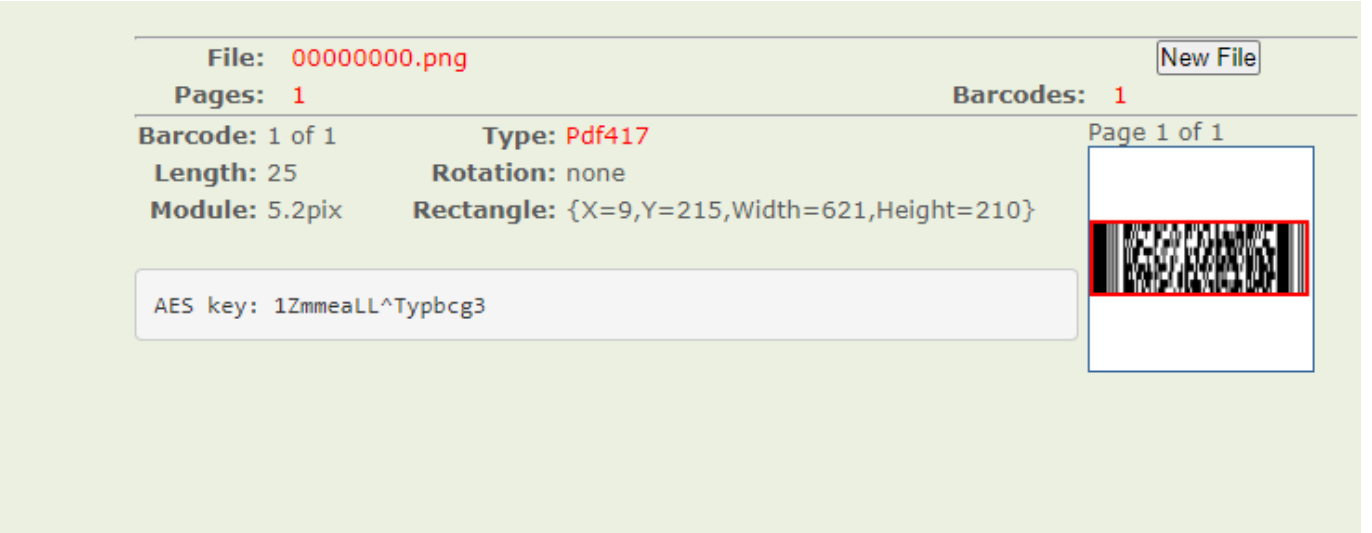 File: 00000000.png New File
Pages: 1 Barcodes: 1
Barcode: 1 of 1 Type: Pdf417 Page 1 of 1
Length: 25 Rotation: none
Module: 5.2pix Rectangle: {X=9,Y=215,Width=621,Height=210}
AES key: 1ZmmeaLL^Typbcg3